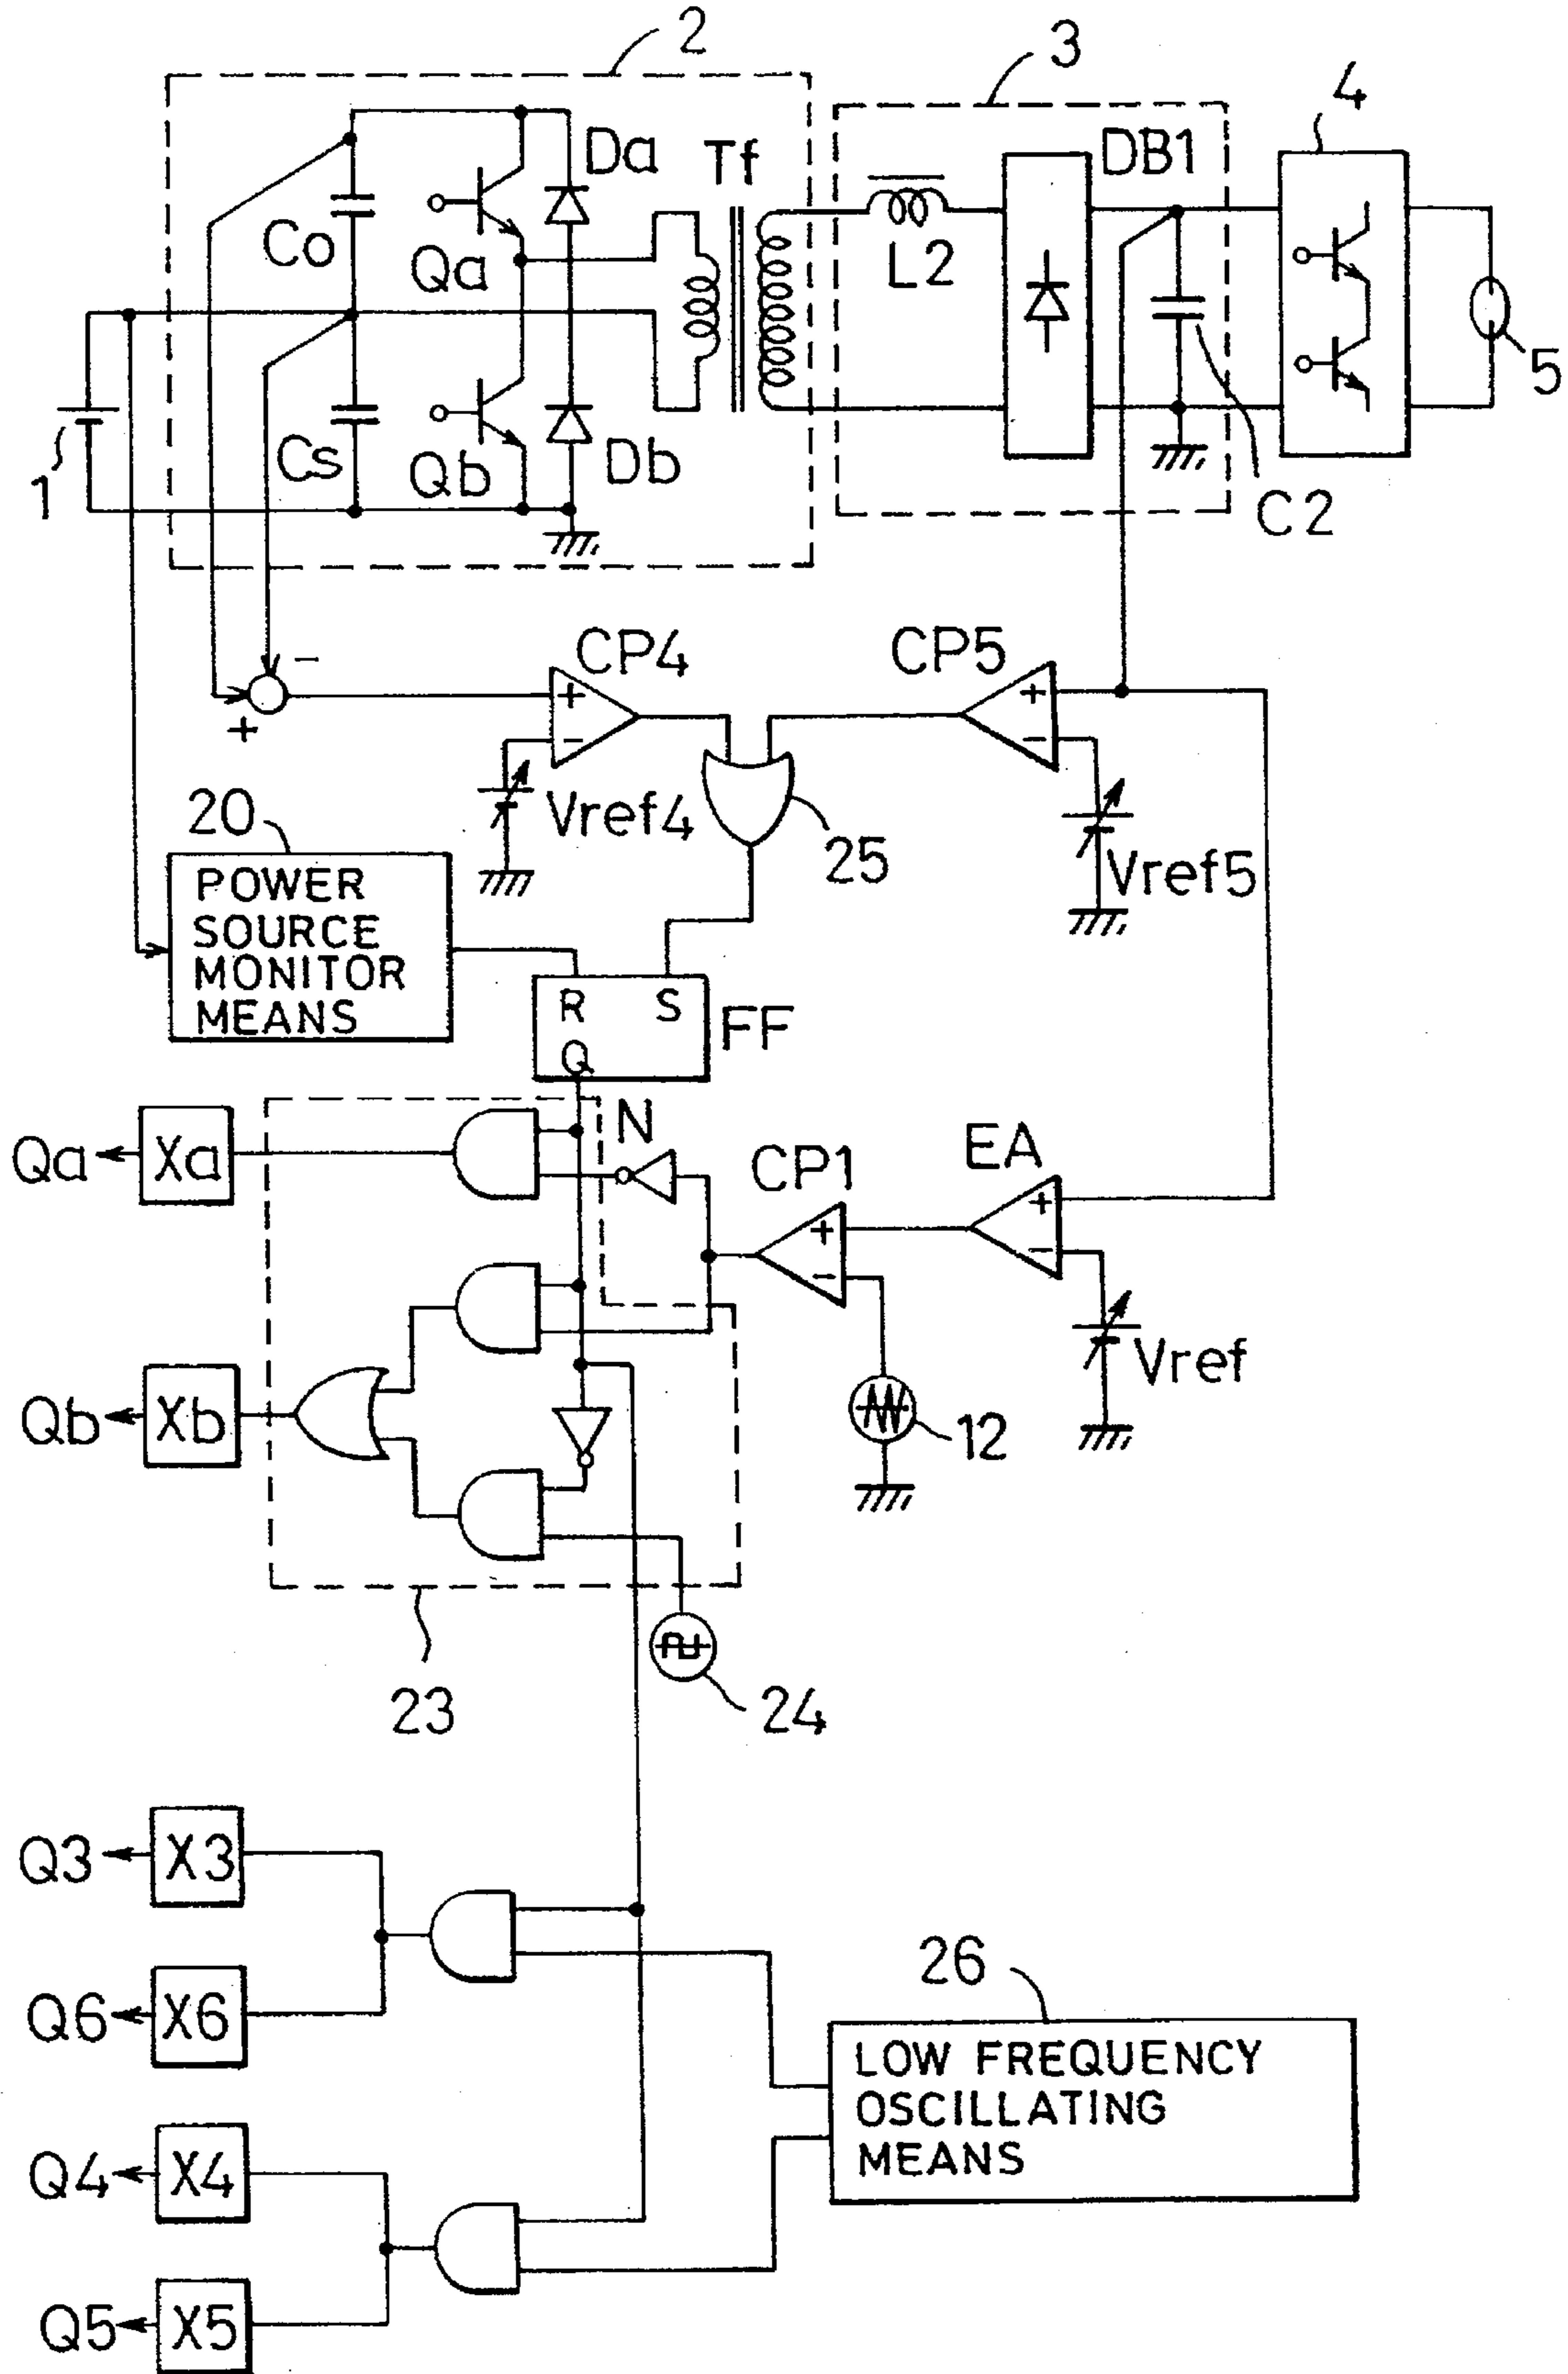 2
3
4
Da
Tf
DB1
Co
Qa
L2
5
1
Cs
Qb
Db
C2
CP4
CP5
-
+
+
-
+
-
Vref4
25
Vref5
20
POWER
SOURCE
MONITOR
MEANS
R S
Q
FF
N
Qa
Xa
CP1
EA
+
-
+
-
Vref
Qb
Xb
12
23
24
Q3
X3
Q6
X6
26
LOW FREQUENCY
OSCILLATING
MEANS
Q4
X4
Q5
X5